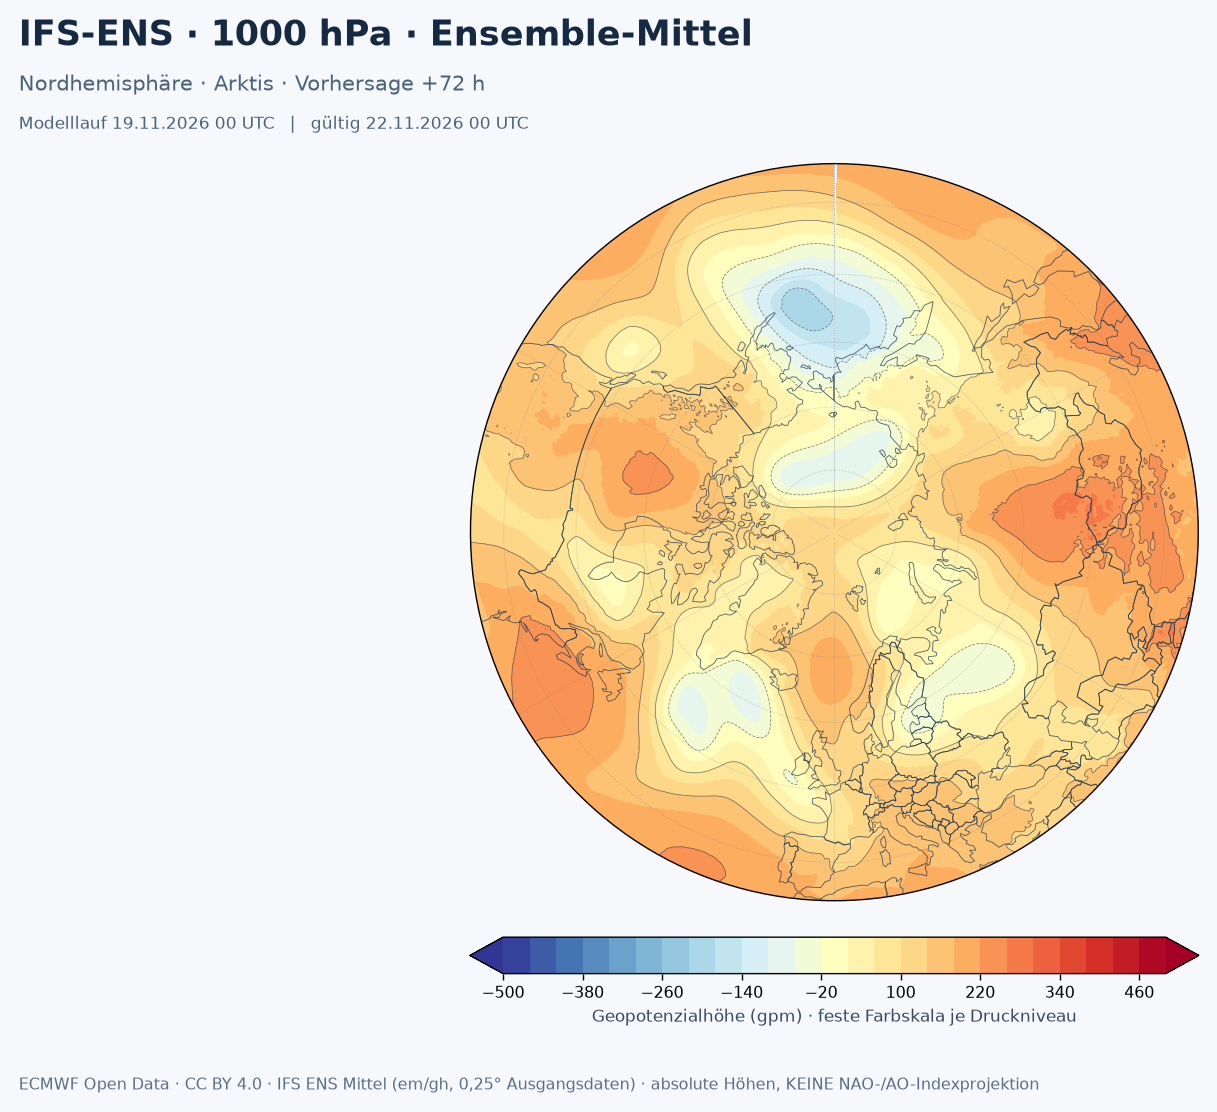 IFS-ENS · 1000 hPa · Ensemble-Mittel
Nordhemisphäre · Arktis · Vorhersage +72 h
Modelllauf 19.11.2026 00 UTC | gültig 22.11.2026 00 UTC
−500 −380 −260 −140 −20 100 220 340 460
Geopotenzialhöhe (gpm) · feste Farbskala je Druckniveau
ECMWF Open Data · CC BY 4.0 · IFS ENS Mittel (em/gh, 0,25° Ausgangsdaten) · absolute Höhen, KEINE NAO-/AO-Indexprojektion